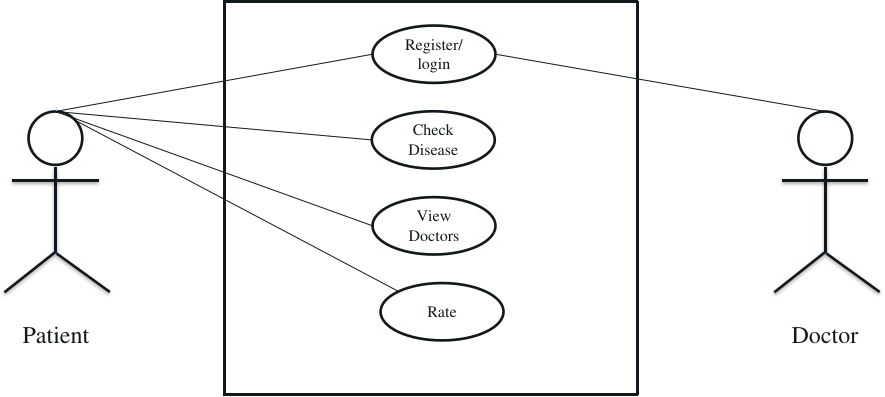 Register/
login
Check
Disease
View
Doctors
Rate
Patient
Doctor